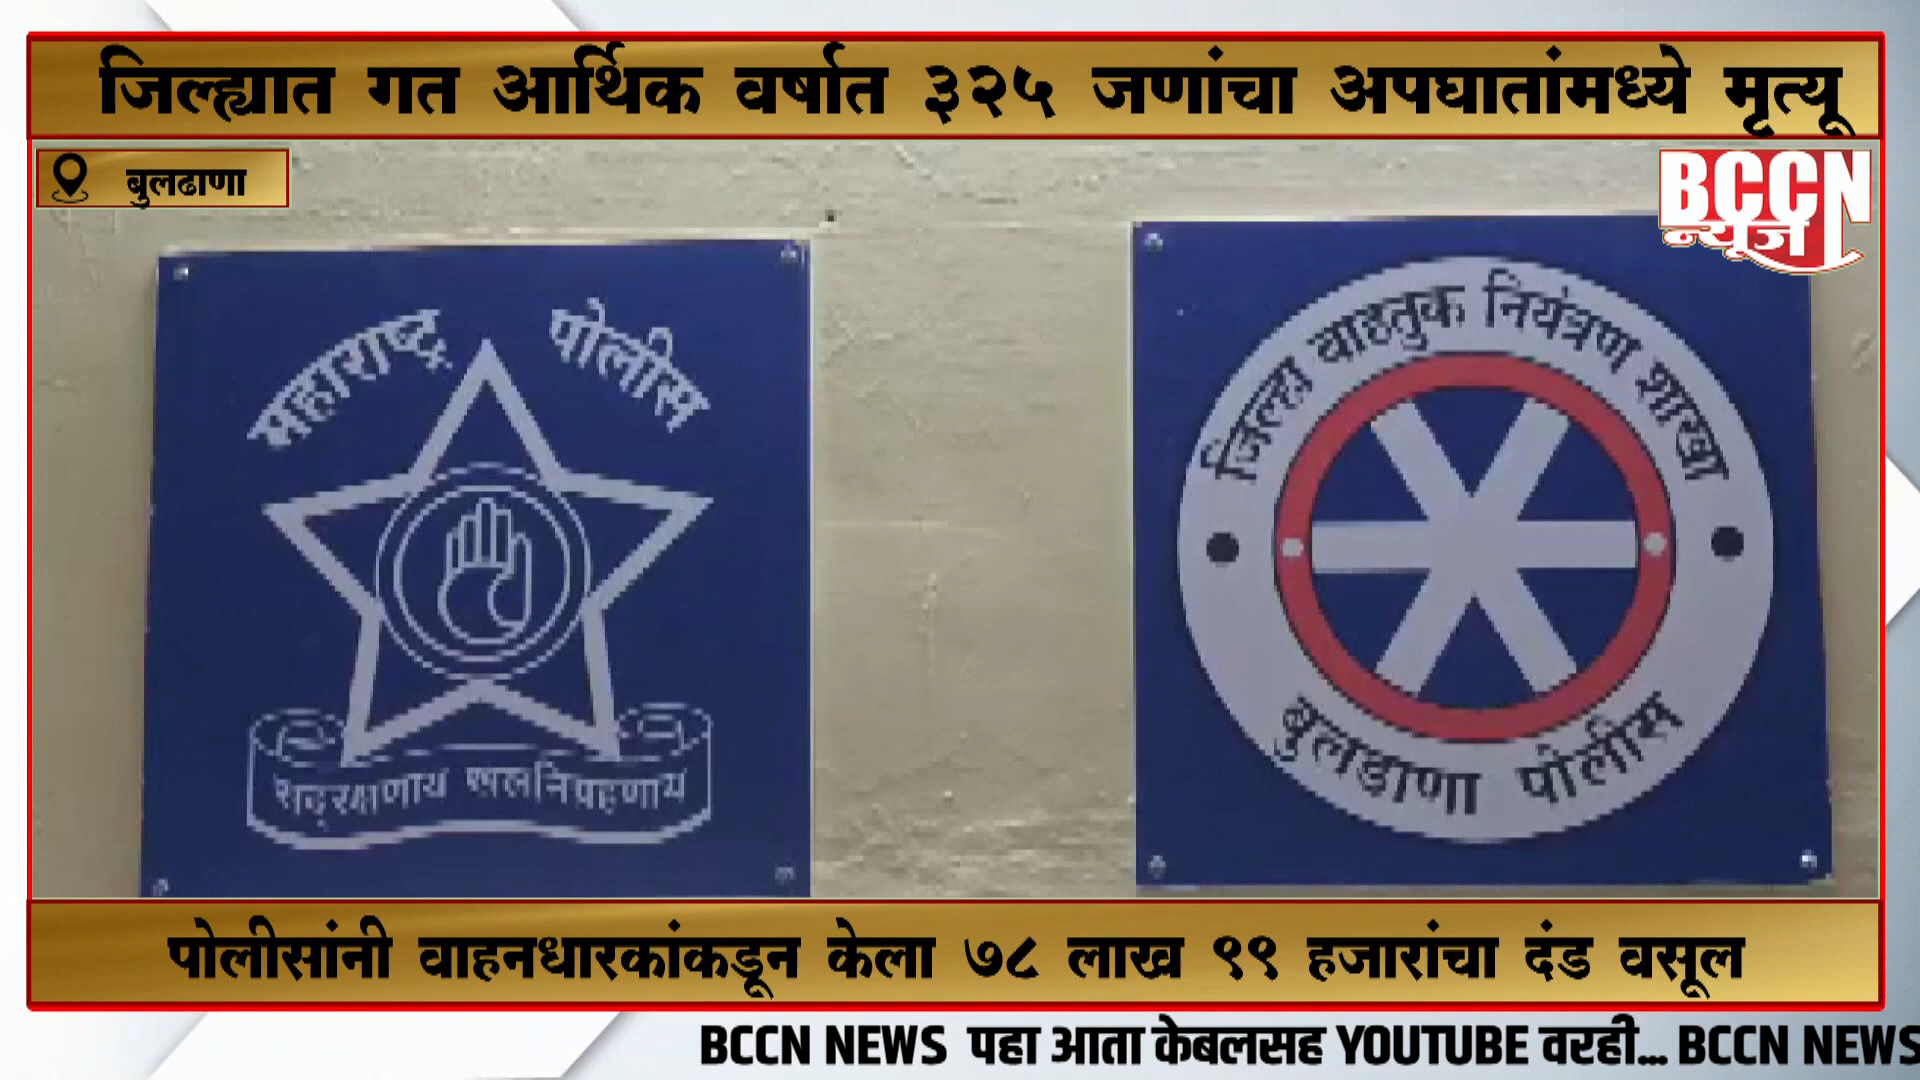 जिल्ह्यात गत आर्थिक वर्षात ३२५ जणांचा अपघातांमध्ये मृत्यू
बुलढाणा
BCCN
न्यूज
महाराष्ट्र पोलीस
सद्रक्षणाय खलनिग्रहणाय
जिल्हा वाहतुक नियंत्रण शाखा
बुलडाणा पोलीस
पोलीसांनी वाहनधारकांकडून केला ७८ लाख ९९ हजारांचा दंड वसूल
BCCN NEWS पहा आता केबलसह YOUTUBE वरही... BCCN NEWS